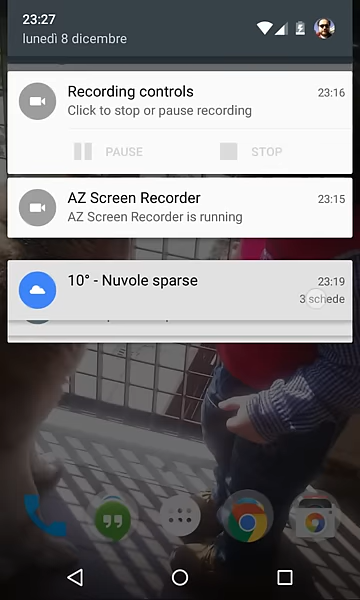 23:27
lunedì 8 dicembre
Recording controls 23:16
Click to stop or pause recording
PAUSE STOP
AZ Screen Recorder 23:15
AZ Screen Recorder is running
10° - Nuvole sparse 23:19
3 schede